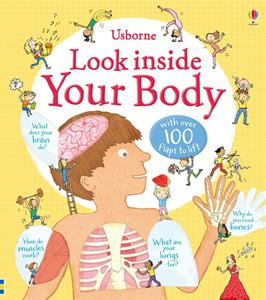 Usborne
Look inside
Your Body
with over
100
flaps to lift
What
does your
brain
do?
Why do you
need
bones?
How do
muscles
work?
What are
your
lungs
for?